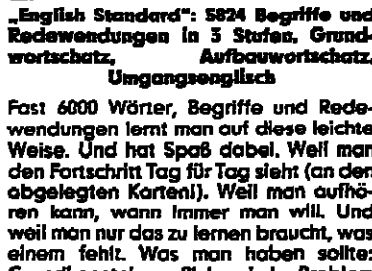 „English Standard“: 5824 Begriffe und
Redewendungen in 3 Stufen, Grund-
wortschatz, Aufbauwortschatz,
Umgangsenglisch
Fast 6000 Wörter, Begriffe und Rede-
wendungen lernt man auf diese leichte
Weise. Und hat Spaß dabei. Weil man
den Fortschritt Tag für Tag sieht (an den
abgelegten Karten!). Weil man aufhö-
ren kann, wann immer man will. Und
weil man nur das zu lernen braucht, was
einem fehlt. Was man haben sollte: